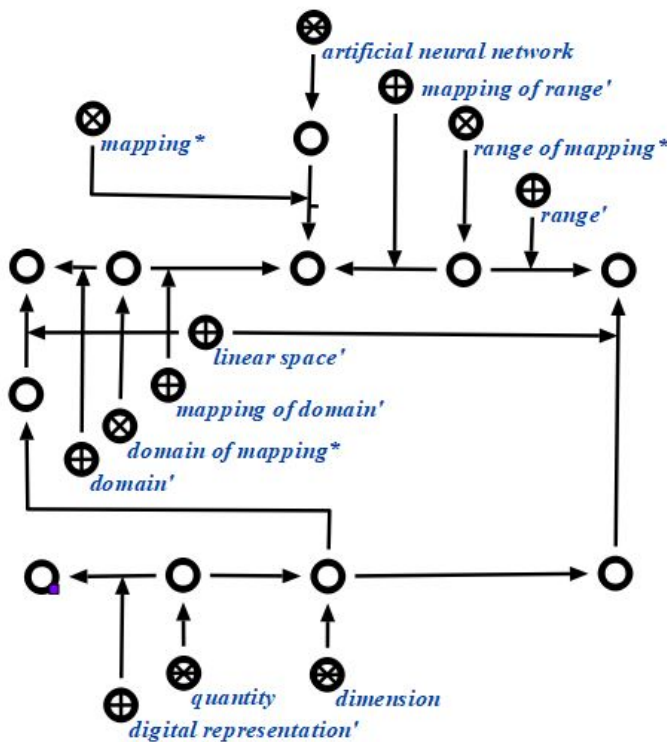 artificial neural network
mapping of range'
mapping*
range of mapping*
range'
linear space'
mapping of domain'
domain of mapping*
domain'
quantity
dimension
digital representation'